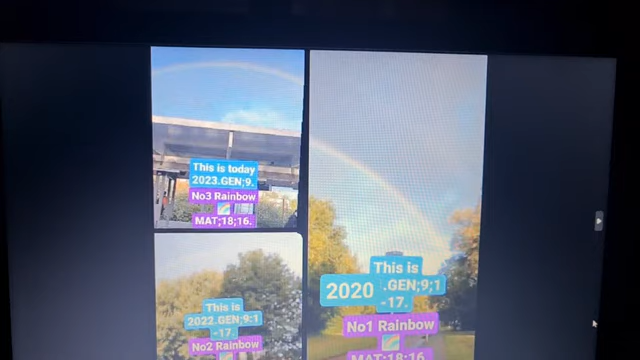 This is today
2023.GEN;9.
No3 Rainbow
MAT;18;16.
This is
2022.GEN;9:1
-17.
No2 Rainbow
This is
2020 .GEN;9;1
-17.
No1 Rainbow
MAT;18;16.